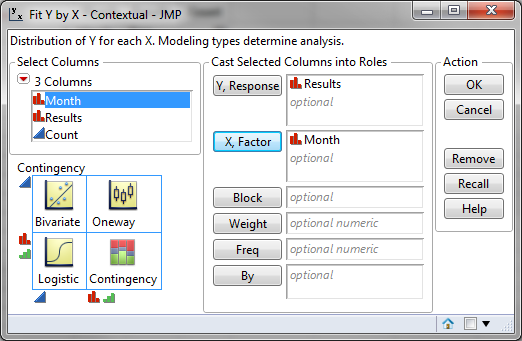 Fit Y by X - Contextual - JMP
Distribution of Y for each X. Modeling types determine analysis.
Select Columns
3 Columns
Month
Results
Count
Contingency
Bivariate Oneway
Logistic Contingency
Cast Selected Columns into Roles
Y, Response Results
optional
X, Factor Month
optional
Block optional
Weight optional numeric
Freq optional numeric
By optional
Action
OK
Cancel
Remove
Recall
Help